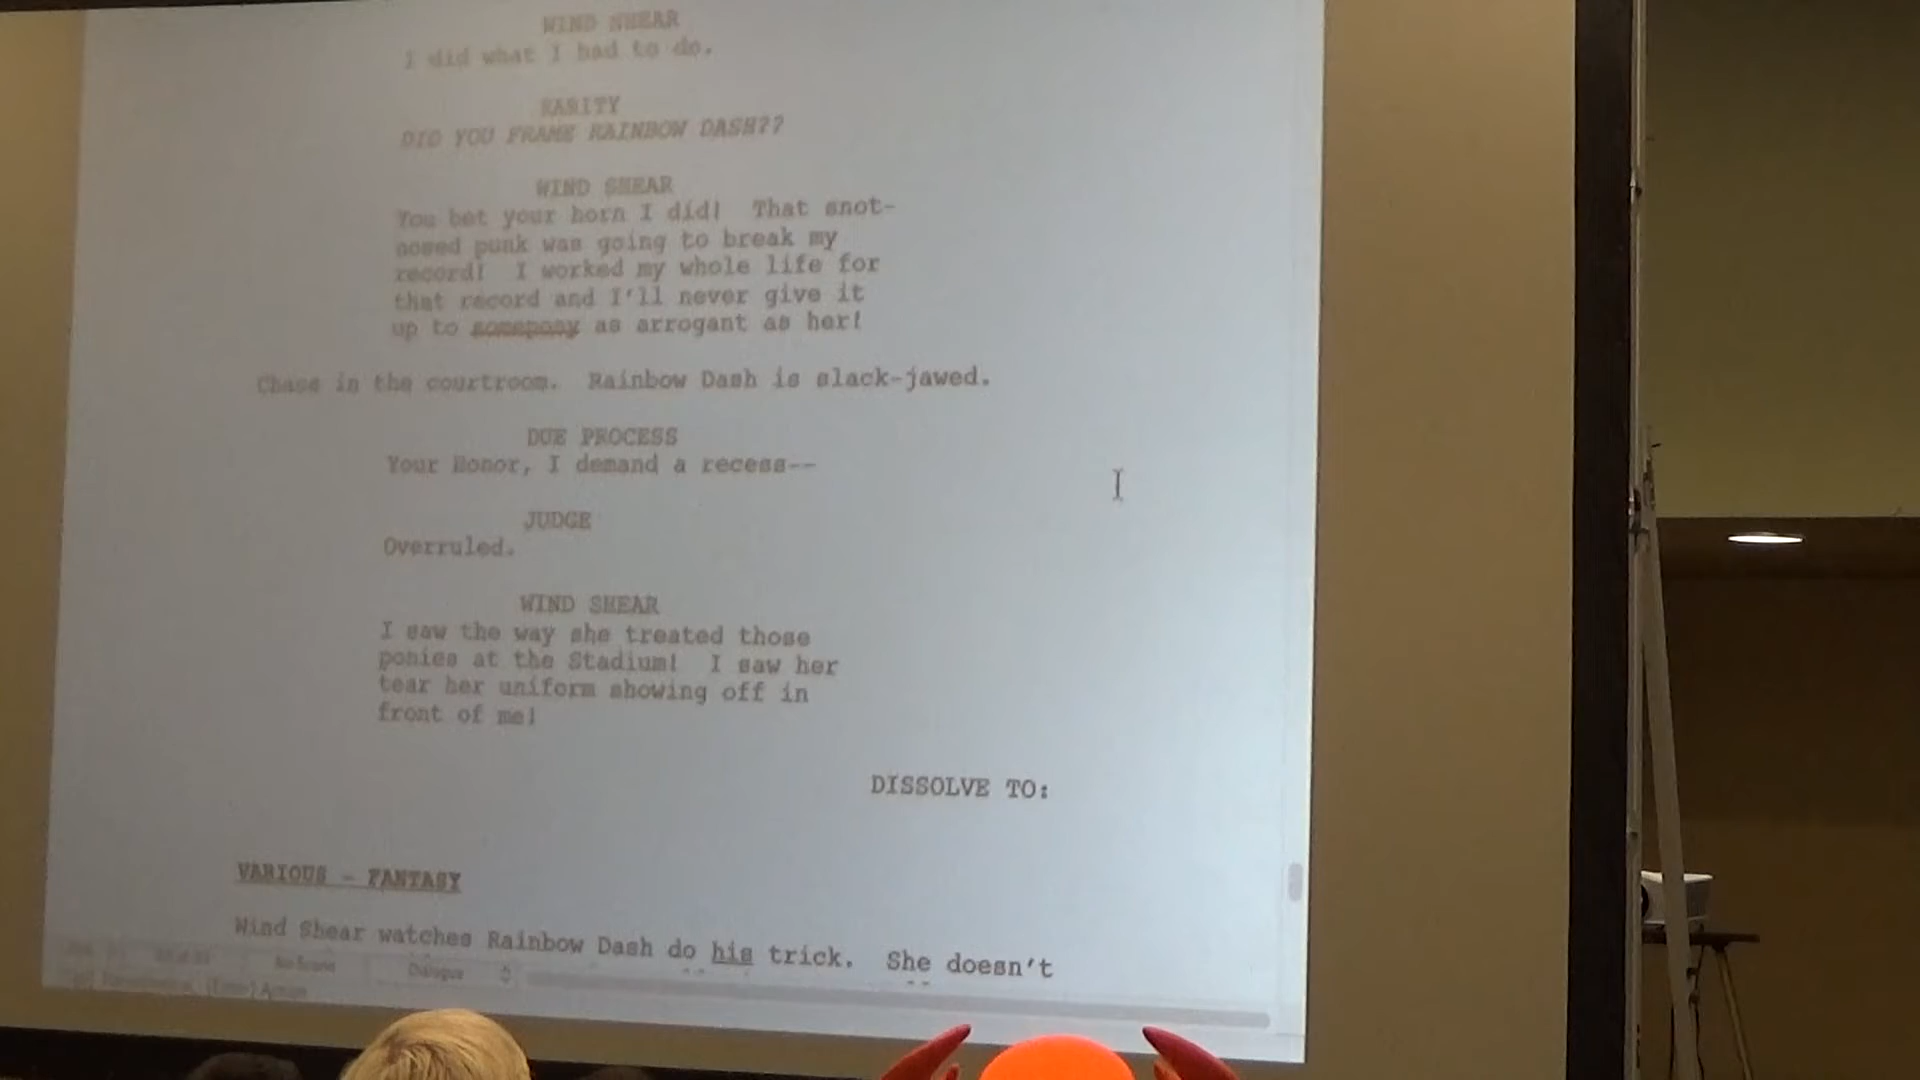 WIND SHEAR
I did what I had to do.
RARITY
DID YOU FRAME RAINBOW DASH??
WIND SHEAR
You bet your horn I did! That snot-
nosed punk was going to break my
record! I worked my whole life for
that record and I'll never give it
up to somepony as arrogant as her!
Chaos in the courtroom. Rainbow Dash is slack-jawed.
DUE PROCESS
Your Honor, I demand a recess--
JUDGE
Overruled.
WIND SHEAR
I saw the way she treated those
ponies at the Stadium! I saw her
tear her uniform showing off in
front of me!
DISSOLVE TO:
VARIOUS - FANTASY
Wind Shear watches Rainbow Dash do his trick. She doesn't
Dialogue